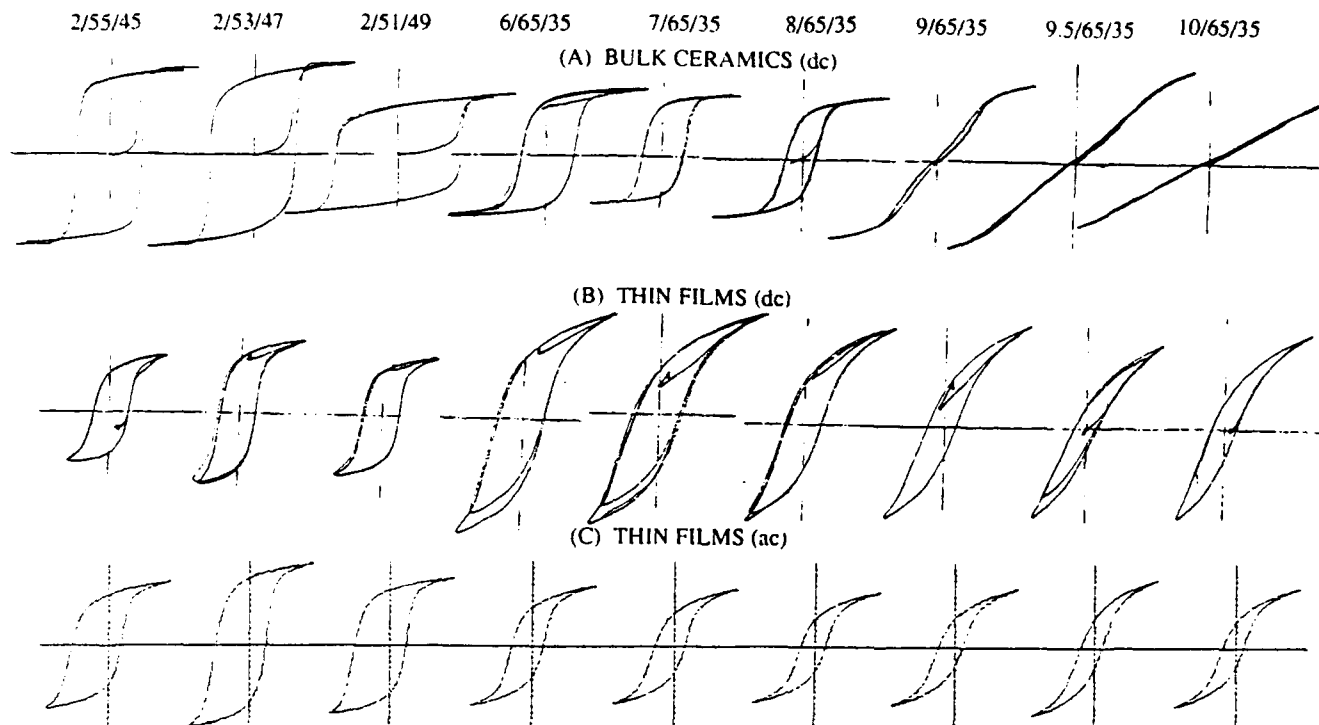 2/55/45 2/53/47 2/51/49 6/65/35 7/65/35 8/65/35 9/65/35 9.5/65/35 10/65/35
(A) BULK CERAMICS (dc)
(B) THIN FILMS (dc)
(C) THIN FILMS (ac)